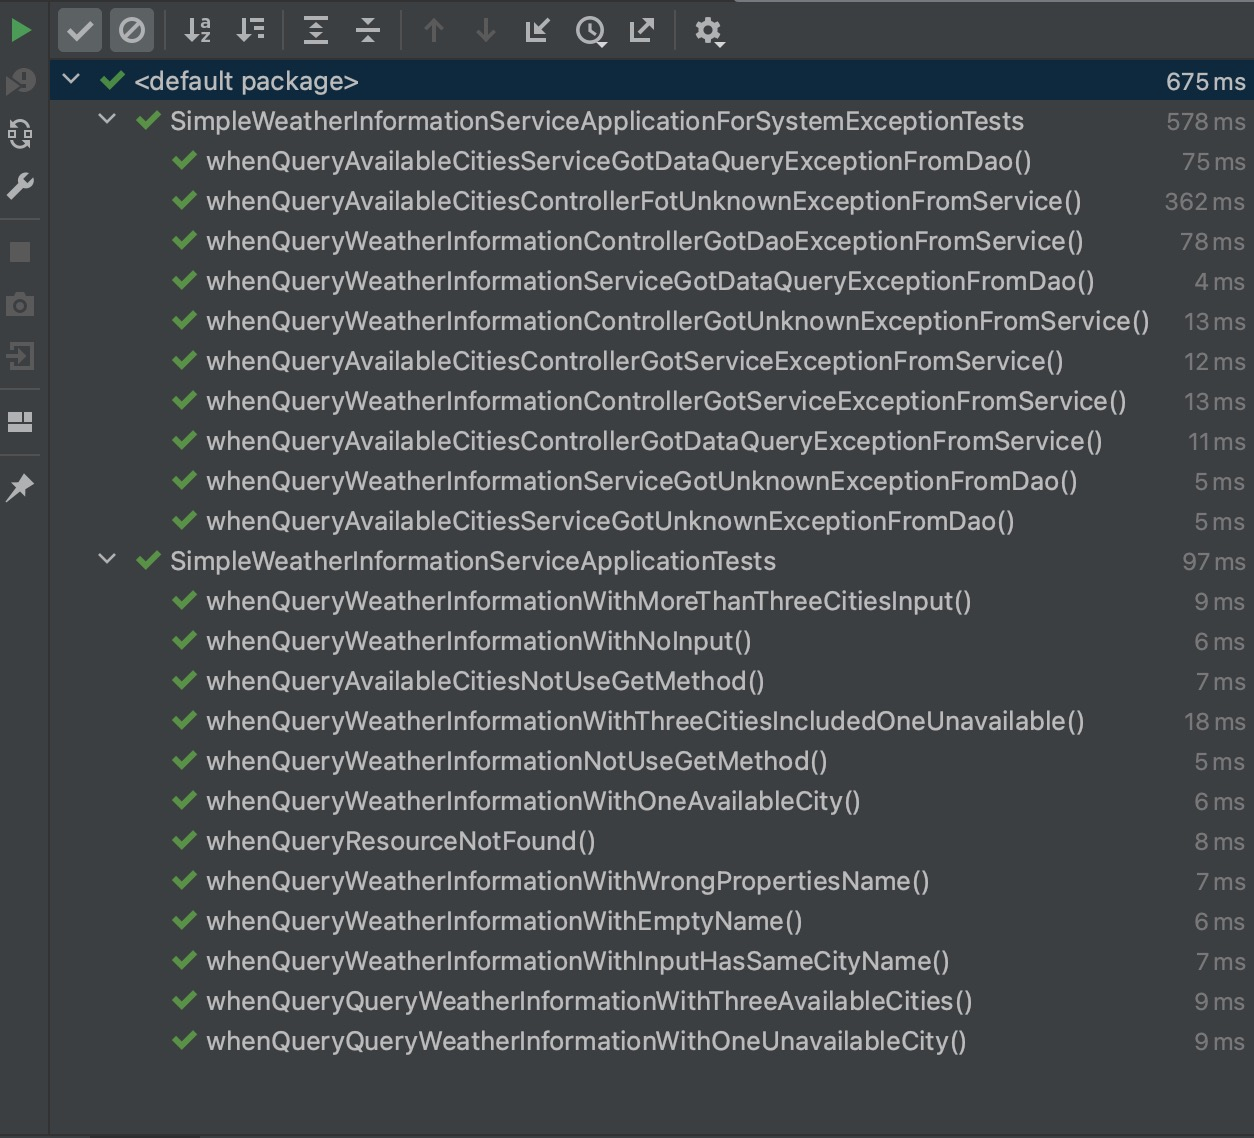 <default package> 675 ms
SimpleWeatherInformationServiceApplicationForSystemExceptionTests 578 ms
whenQueryAvailableCitiesServiceGotDataQueryExceptionFromDao() 75 ms
whenQueryAvailableCitiesControllerFotUnknownExceptionFromService() 362 ms
whenQueryWeatherInformationControllerGotDaoExceptionFromService() 78 ms
whenQueryWeatherInformationServiceGotDataQueryExceptionFromDao() 4 ms
whenQueryWeatherInformationControllerGotUnknownExceptionFromService() 13 ms
whenQueryAvailableCitiesControllerGotServiceExceptionFromService() 12 ms
whenQueryWeatherInformationControllerGotServiceExceptionFromService() 13 ms
whenQueryAvailableCitiesControllerGotDataQueryExceptionFromService() 11 ms
whenQueryWeatherInformationServiceGotUnknownExceptionFromDao() 5 ms
whenQueryAvailableCitiesServiceGotUnknownExceptionFromDao() 5 ms
SimpleWeatherInformationServiceApplicationTests 97 ms
whenQueryWeatherInformationWithMoreThanThreeCitiesInput() 9 ms
whenQueryWeatherInformationWithNoInput() 6 ms
whenQueryAvailableCitiesNotUseGetMethod() 7 ms
whenQueryWeatherInformationWithThreeCitiesIncludedOneUnavailable() 18 ms
whenQueryWeatherInformationNotUseGetMethod() 5 ms
whenQueryWeatherInformationWithOneAvailableCity() 6 ms
whenQueryResourceNotFound() 8 ms
whenQueryWeatherInformationWithWrongPropertiesName() 7 ms
whenQueryWeatherInformationWithEmptyName() 6 ms
whenQueryWeatherInformationWithInputHasSameCityName() 7 ms
whenQueryQueryWeatherInformationWithThreeAvailableCities() 9 ms
whenQueryQueryWeatherInformationWithOneUnavailableCity() 9 ms